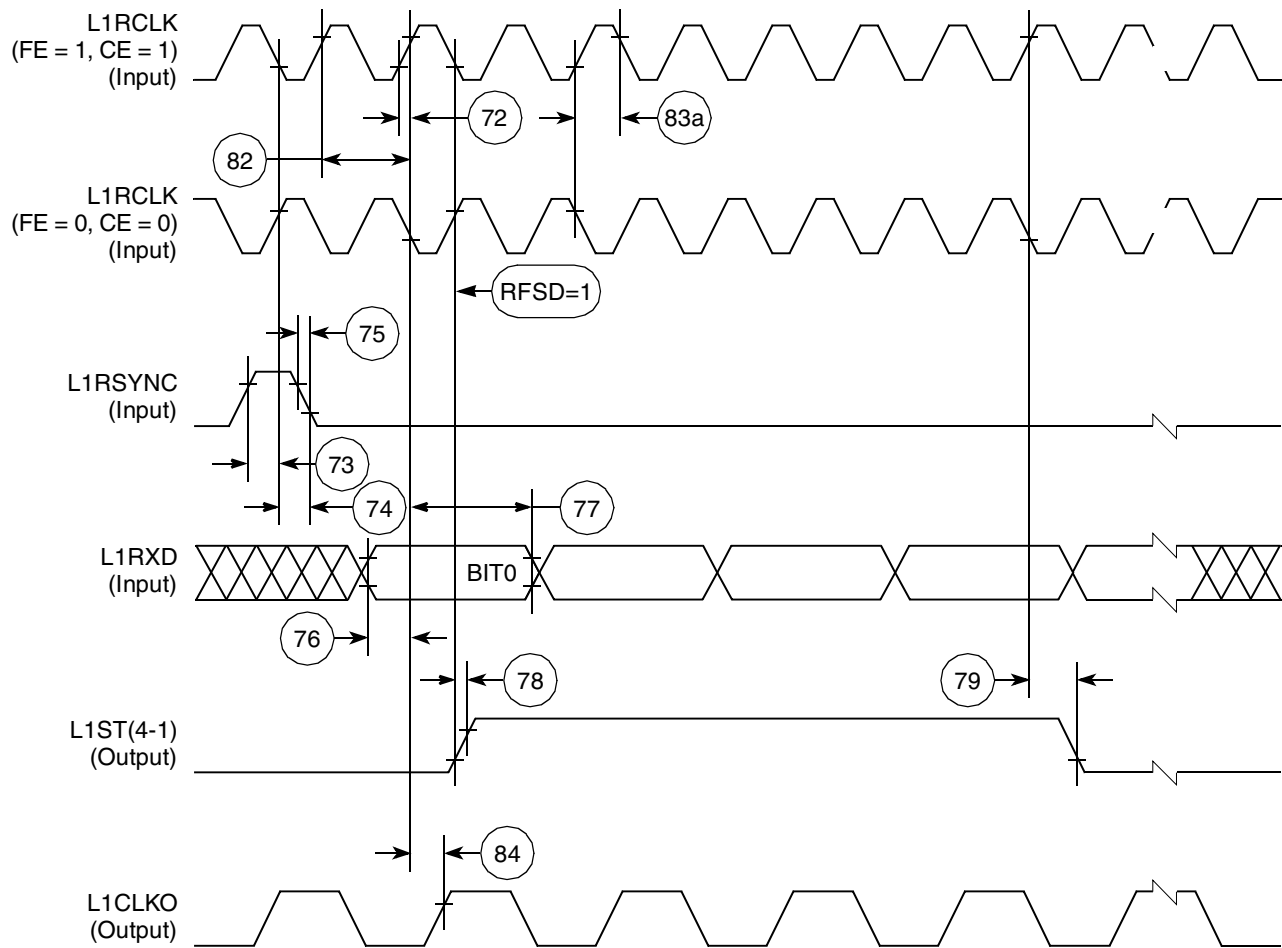 L1RCLK
(FE = 1, CE = 1)
(Input)
72
83a
82
L1RCLK
(FE = 0, CE = 0)
(Input)
RFSD=1
75
L1RSYNC
(Input)
73
74
77
L1RXD
(Input)
BIT0
76
78
79
L1ST(4-1)
(Output)
84
L1CLKO
(Output)